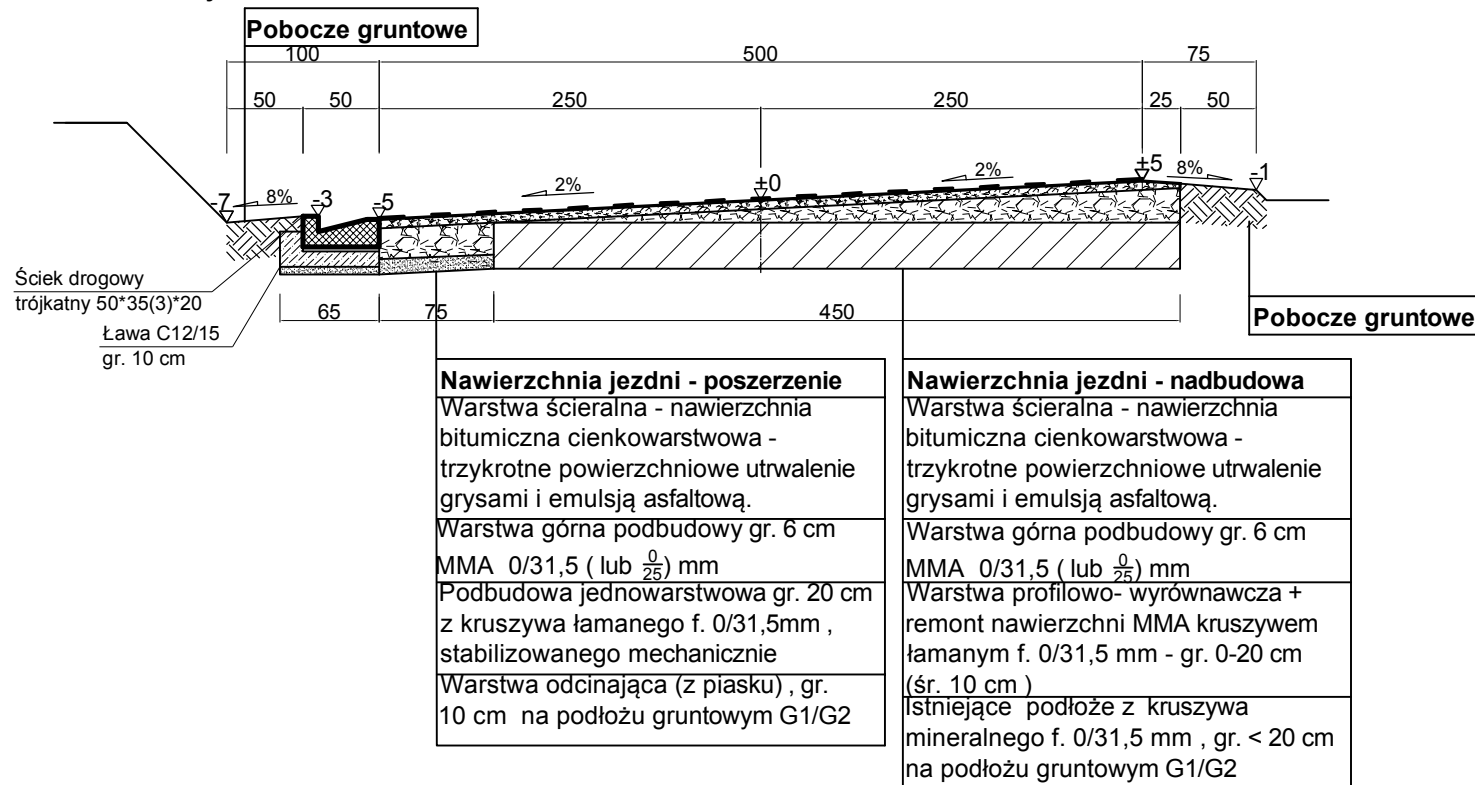 Pobocze gruntowe
100 500 75
50 50 250 250 25 50
-7 8% -3 -5 2% ±0 2% ±5 8% -1
Ściek drogowy
trójkatny 50*35(3)*20
Ława C12/15
gr. 10 cm
65 75 450
Pobocze gruntowe
Nawierzchnia jezdni - poszerzenie
Warstwa ścieralna - nawierzchnia
bitumiczna cienkowarstwowa -
trzykrotne powierzchniowe utrwalenie
grysami i emulsją asfaltową.
Warstwa górna podbudowy gr. 6 cm
MMA 0/31,5 ( lub 0/25) mm
Podbudowa jednowarstwowa gr. 20 cm
z kruszywa łamanego f. 0/31,5mm ,
stabilizowanego mechanicznie
Warstwa odcinająca (z piasku) , gr.
10 cm na podłożu gruntowym G1/G2
Nawierzchnia jezdni - nadbudowa
Warstwa ścieralna - nawierzchnia
bitumiczna cienkowarstwowa -
trzykrotne powierzchniowe utrwalenie
grysami i emulsją asfaltową.
Warstwa górna podbudowy gr. 6 cm
MMA 0/31,5 ( lub 0/25) mm
Warstwa profilowo- wyrównawcza +
remont nawierzchni MMA kruszywem
łamanym f. 0/31,5 mm - gr. 0-20 cm
(śr. 10 cm )
Istniejące podłoże z kruszywa
mineralnego f. 0/31,5 mm , gr. < 20 cm
na podłożu gruntowym G1/G2